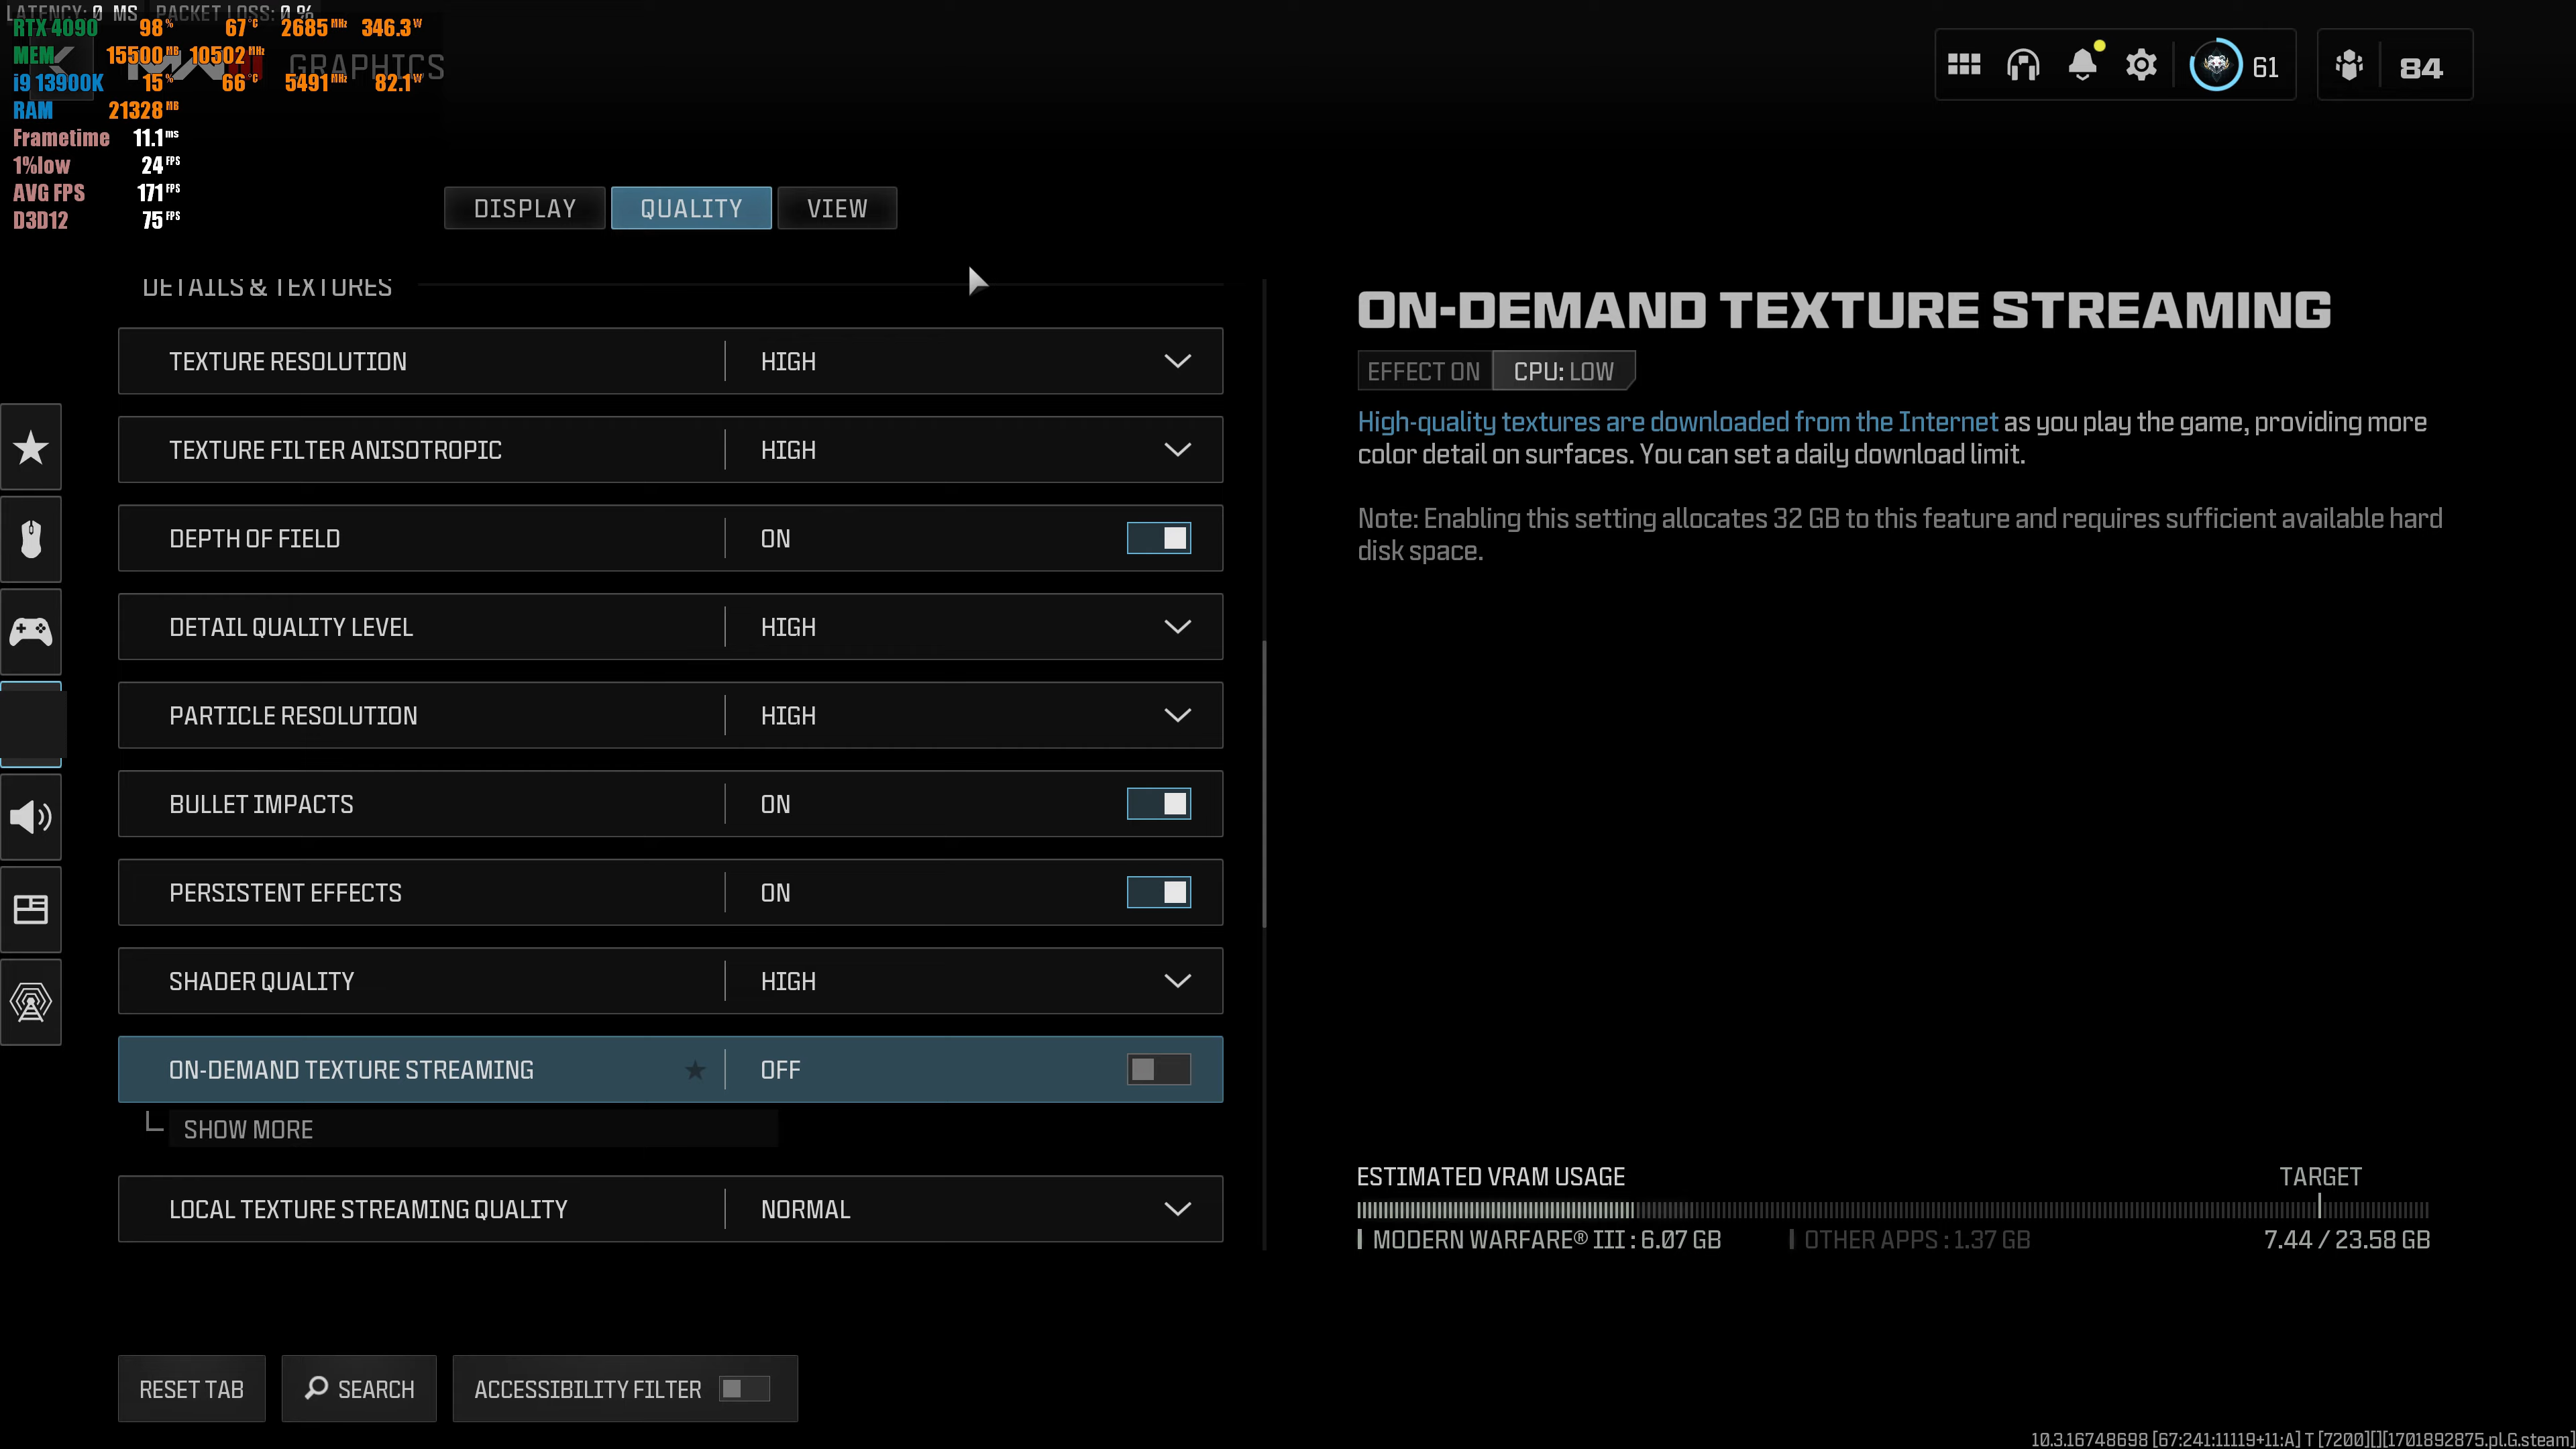 LATENCY: 0 MS PACKET LOSS: 0 %
RTX 4090 98 % 67 °C 2685 MHz 346.3 W
MEM 15500 MB 10502 MHz
GRAPHICS
i9 13900K 15 % 66 °C 5491 MHz 82.1 W
RAM 21328 MB
Frametime 11.1 ms
1%low 24 FPS
AVG FPS 171 FPS
D3D12 75 FPS
61
84
DISPLAY QUALITY VIEW
DETAILS & TEXTURES
TEXTURE RESOLUTION HIGH
TEXTURE FILTER ANISOTROPIC HIGH
DEPTH OF FIELD ON
DETAIL QUALITY LEVEL HIGH
PARTICLE RESOLUTION HIGH
BULLET IMPACTS ON
PERSISTENT EFFECTS ON
SHADER QUALITY HIGH
ON-DEMAND TEXTURE STREAMING OFF
SHOW MORE
LOCAL TEXTURE STREAMING QUALITY NORMAL
ON-DEMAND TEXTURE STREAMING
EFFECT ON CPU: LOW
High-quality textures are downloaded from the Internet as you play the game, providing more
color detail on surfaces. You can set a daily download limit.
Note: Enabling this setting allocates 32 GB to this feature and requires sufficient available hard
disk space.
ESTIMATED VRAM USAGE TARGET
MODERN WARFARE® III : 6.07 GB OTHER APPS : 1.37 GB 7.44 / 23.58 GB
RESET TAB SEARCH ACCESSIBILITY FILTER
10.3.16748698 [67:241:11119+11:A] T [7200][][1701892875.pl.G.steam]